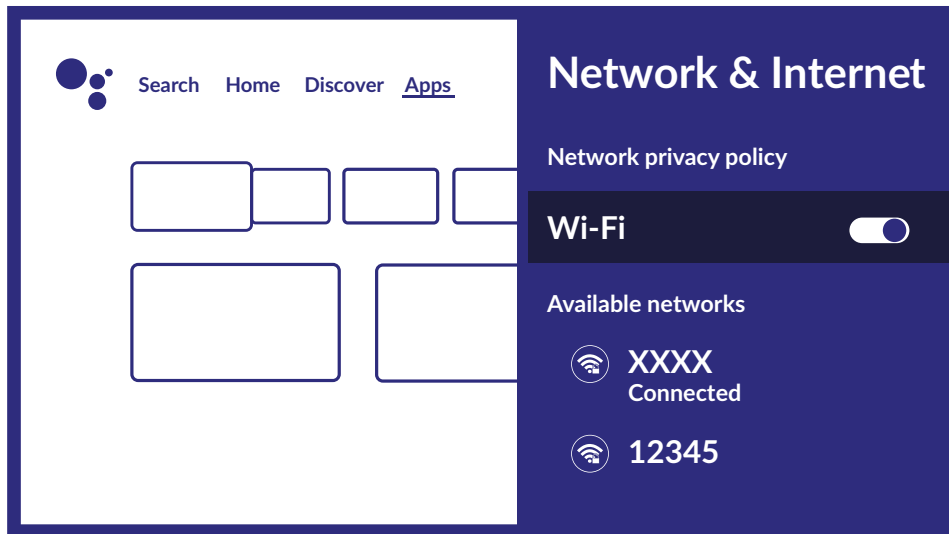 Search Home Discover Apps
Network & Internet
Network privacy policy
Wi-Fi
Available networks
XXXX
Connected
12345